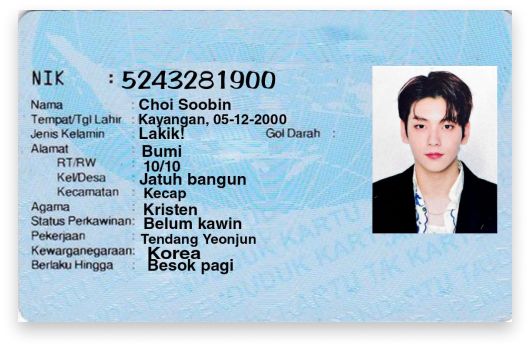 NIK : 5243281900
Nama : Choi Soobin
Tempat/Tgl Lahir : Kayangan, 05-12-2000
Jenis Kelamin : Lakik! Gol Darah :
Alamat : Bumi
RT/RW : 10/10
Kel/Desa : Jatuh bangun
Kecamatan : Kecap
Agama : Kristen
Status Perkawinan: Belum kawin
Pekerjaan : Tendang Yeonjun
Kewarganegaraan: Korea
Berlaku Hingga : Besok pagi